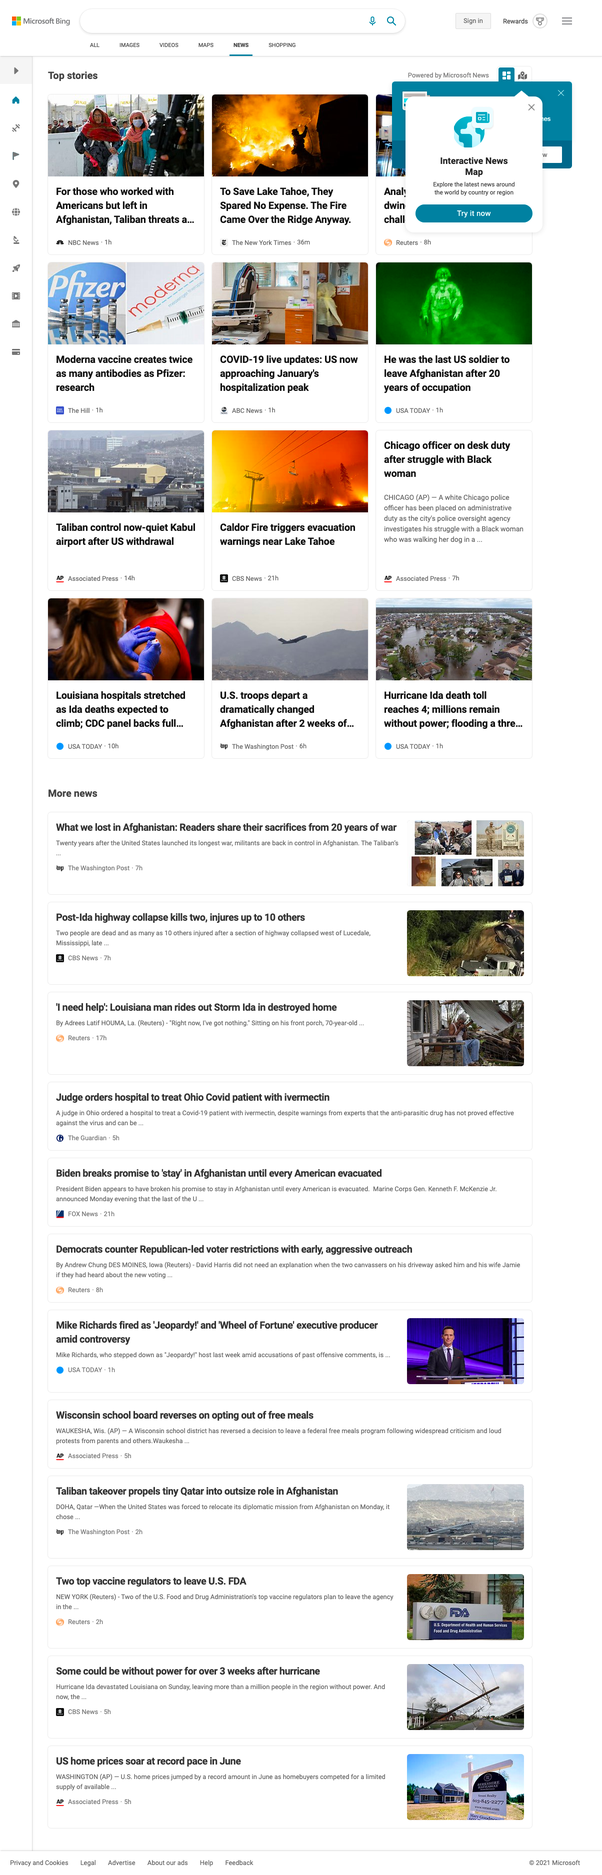 Microsoft Bing
Sign in
Rewards
ALL
IMAGES
VIDEOS
MAPS
NEWS
SHOPPING
Top stories
Powered by Microsoft News
Interactive News
Map
Explore the latest news around
the world by country or region
Try it now
For those who worked with
Americans but left in
Afghanistan, Taliban threats a...
NBC News · 1h
To Save Lake Tahoe, They
Spared No Expense. The Fire
Came Over the Ridge Anyway.
The New York Times · 36m
Reuters · 8h
Pfizer
moderna
Moderna vaccine creates twice
as many antibodies as Pfizer:
research
The Hill · 1h
COVID-19 live updates: US now
approaching January's
hospitalization peak
ABC News · 1h
He was the last US soldier to
leave Afghanistan after 20
years of occupation
USA TODAY · 1h
Taliban control now-quiet Kabul
airport after US withdrawal
AP Associated Press · 14h
Caldor Fire triggers evacuation
warnings near Lake Tahoe
CBS News · 21h
Chicago officer on desk duty
after struggle with Black
woman
CHICAGO (AP) — A white Chicago police
officer has been placed on administrative
duty as the city's police oversight agency
investigates his struggle with a Black woman
who was walking her dog in a ...
AP Associated Press · 7h
Louisiana hospitals stretched
as Ida deaths expected to
climb; CDC panel backs full...
USA TODAY · 10h
U.S. troops depart a
dramatically changed
Afghanistan after 2 weeks of...
wp The Washington Post · 6h
Hurricane Ida death toll
reaches 4; millions remain
without power; flooding a thre...
USA TODAY · 1h
More news
What we lost in Afghanistan: Readers share their sacrifices from 20 years of war
Twenty years after the United States launched its longest war, militants are back in control in Afghanistan. The Taliban's
...
wp The Washington Post · 7h
Post-Ida highway collapse kills two, injures up to 10 others
Two people are dead and as many as 10 others injured after a section of highway collapsed west of Lucedale,
Mississippi, late ...
CBS News · 7h
'I need help': Louisiana man rides out Storm Ida in destroyed home
By Adrees Latif HOUMA, La. (Reuters) - "Right now, I've got nothing." Sitting on his front porch, 70-year-old ...
Reuters · 17h
Judge orders hospital to treat Ohio Covid patient with ivermectin
A judge in Ohio ordered a hospital to treat a Covid-19 patient with ivermectin, despite warnings from experts that the anti-parasitic drug has not proved effective
against the virus and can be ...
The Guardian · 5h
Biden breaks promise to 'stay' in Afghanistan until every American evacuated
President Biden appears to have broken his promise to stay in Afghanistan until every American is evacuated. Marine Corps Gen. Kenneth F. McKenzie Jr.
announced Monday evening that the last of the U ...
FOX News · 21h
Democrats counter Republican-led voter restrictions with early, aggressive outreach
By Andrew Chung DES MOINES, Iowa (Reuters) - David Harris did not need an explanation when the two canvassers on his driveway asked him and his wife Jamie
if they had heard about the new voting ...
Reuters · 8h
Mike Richards fired as 'Jeopardy!' and 'Wheel of Fortune' executive producer
amid controversy
Mike Richards, who stepped down as "Jeopardy!" host last week amid accusations of past offensive comments, is ...
USA TODAY · 1h
Wisconsin school board reverses on opting out of free meals
WAUKESHA, Wis. (AP) — A Wisconsin school district has reversed a decision to leave a federal free meals program following widespread criticism and loud
protests from parents and others.Waukesha ...
AP Associated Press · 5h
Taliban takeover propels tiny Qatar into outsize role in Afghanistan
DOHA, Qatar —When the United States was forced to relocate its diplomatic mission from Afghanistan on Monday, it
chose ...
wp The Washington Post · 2h
Two top vaccine regulators to leave U.S. FDA
NEW YORK (Reuters) - Two of the U.S. Food and Drug Administration's top vaccine regulators plan to leave the agency
in the ...
Reuters · 2h
FDA
U.S. Department of Health and Human Services
Food and Drug Administration
Some could be without power for over 3 weeks after hurricane
Hurricane Ida devastated Louisiana on Sunday, leaving more than a million people in the region without power. And
now, the ...
CBS News · 5h
US home prices soar at record pace in June
WASHINGTON (AP) — U.S. home prices jumped by a record amount in June as homebuyers competed for a limited
supply of available ...
AP Associated Press · 5h
Privacy and Cookies
Legal
Advertise
About our ads
Help
Feedback
© 2021 Microsoft